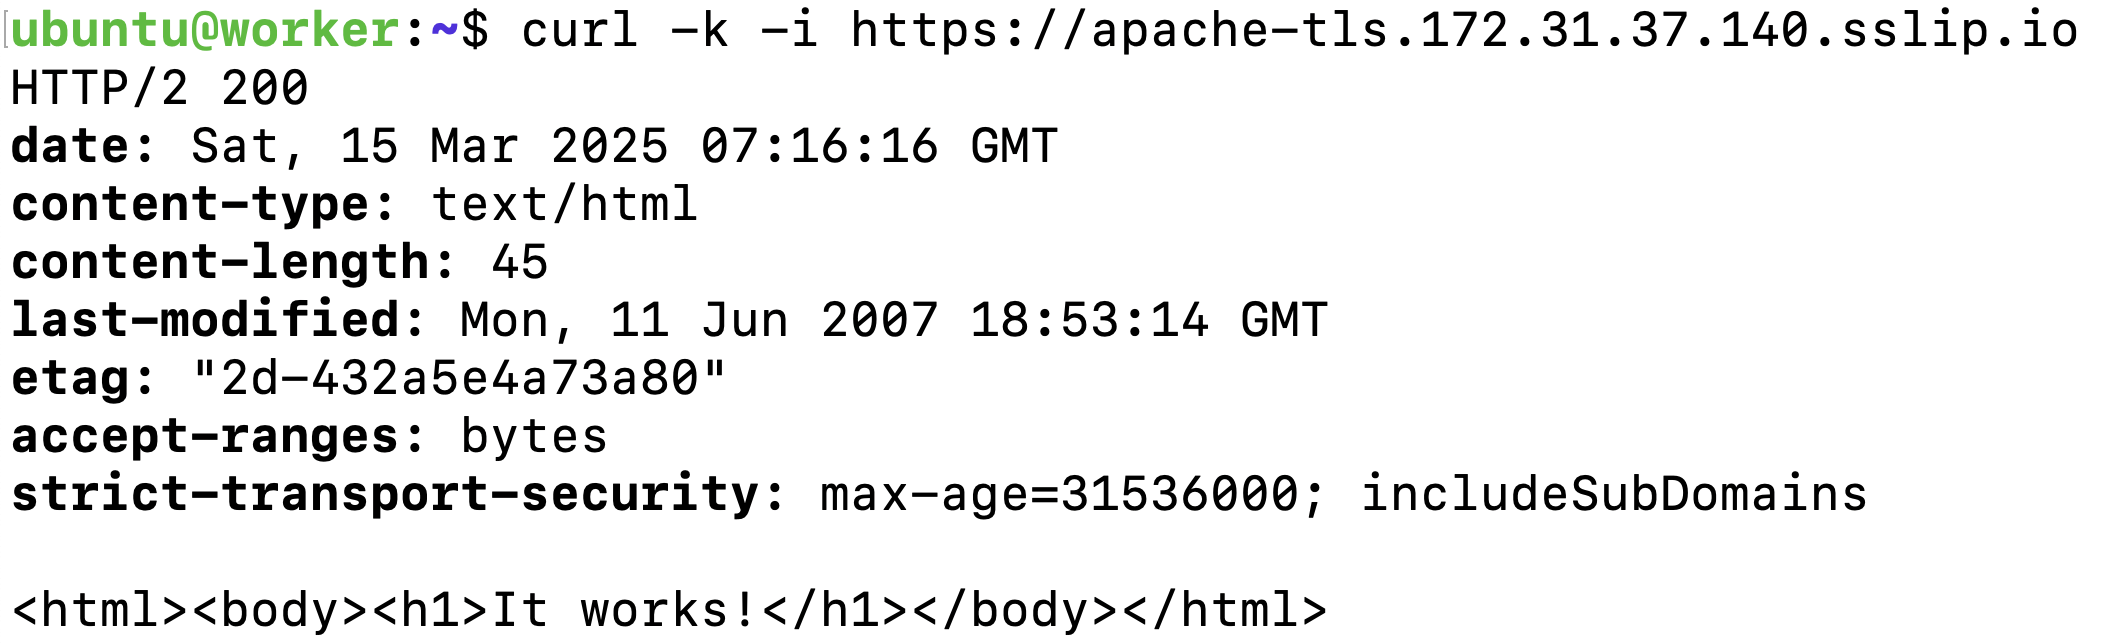 ubuntu@worker:~$ curl -k -i https://apache-tls.172.31.37.140.sslip.io
HTTP/2 200
date: Sat, 15 Mar 2025 07:16:16 GMT
content-type: text/html
content-length: 45
last-modified: Mon, 11 Jun 2007 18:53:14 GMT
etag: "2d-432a5e4a73a80"
accept-ranges: bytes
strict-transport-security: max-age=31536000; includeSubDomains

<html><body><h1>It works!</h1></body></html>